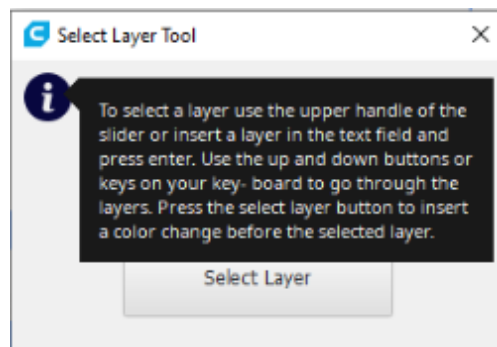 Select Layer Tool
To select a layer use the upper handle of the
slider or insert a layer in the text field and
press enter. Use the up and down buttons or
keys on your key- board to go through the
layers. Press the select layer button to insert
a color change before the selected layer.
Select Layer